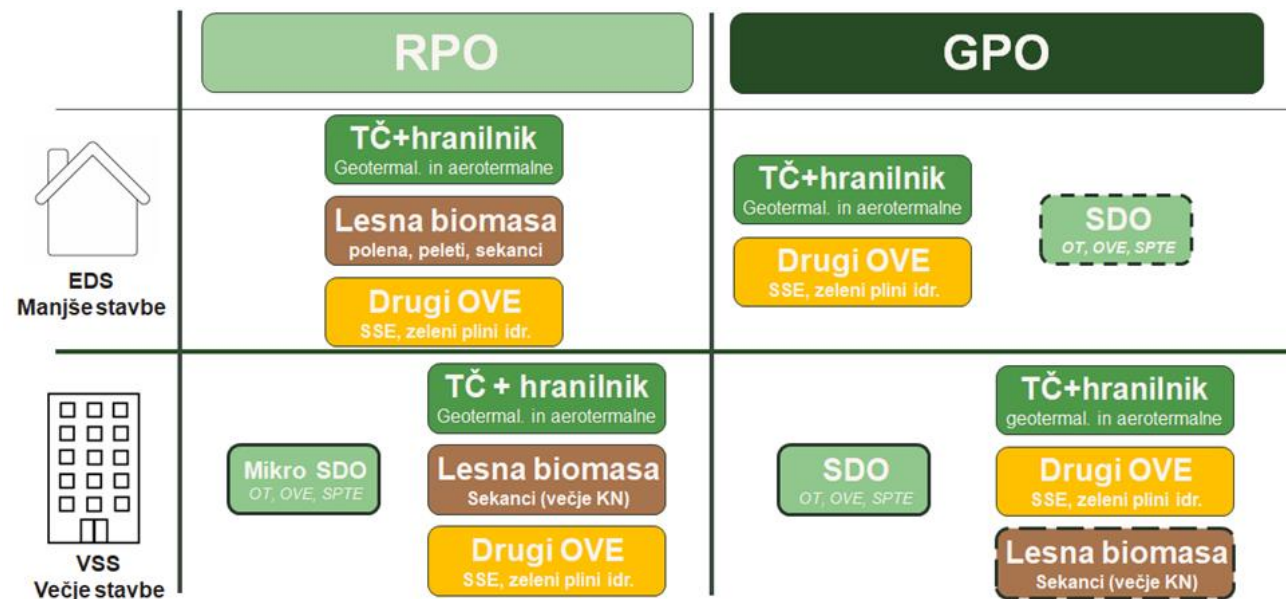 RPO
GPO
EDS
Manjše stavbe
TČ+hranilnik
Geotermal. in aerotermalne
Lesna biomasa
polena, peleti, sekanci
Drugi OVE
SSE, zeleni plini idr.
TČ+hranilnik
Geotermal. in aerotermalne
Drugi OVE
SSE, zeleni plini idr.
SDO
OT, OVE, SPTE
VSS
Večje stavbe
Mikro SDO
OT, OVE, SPTE
TČ + hranilnik
Geotermal. in aerotermalne
Lesna biomasa
Sekanci (večje KN)
Drugi OVE
SSE, zeleni plini idr.
SDO
OT, OVE, SPTE
TČ+hranilnik
geotermal. in aerotermalne
Drugi OVE
SSE, zeleni plini idr.
Lesna biomasa
Sekanci (večje KN)